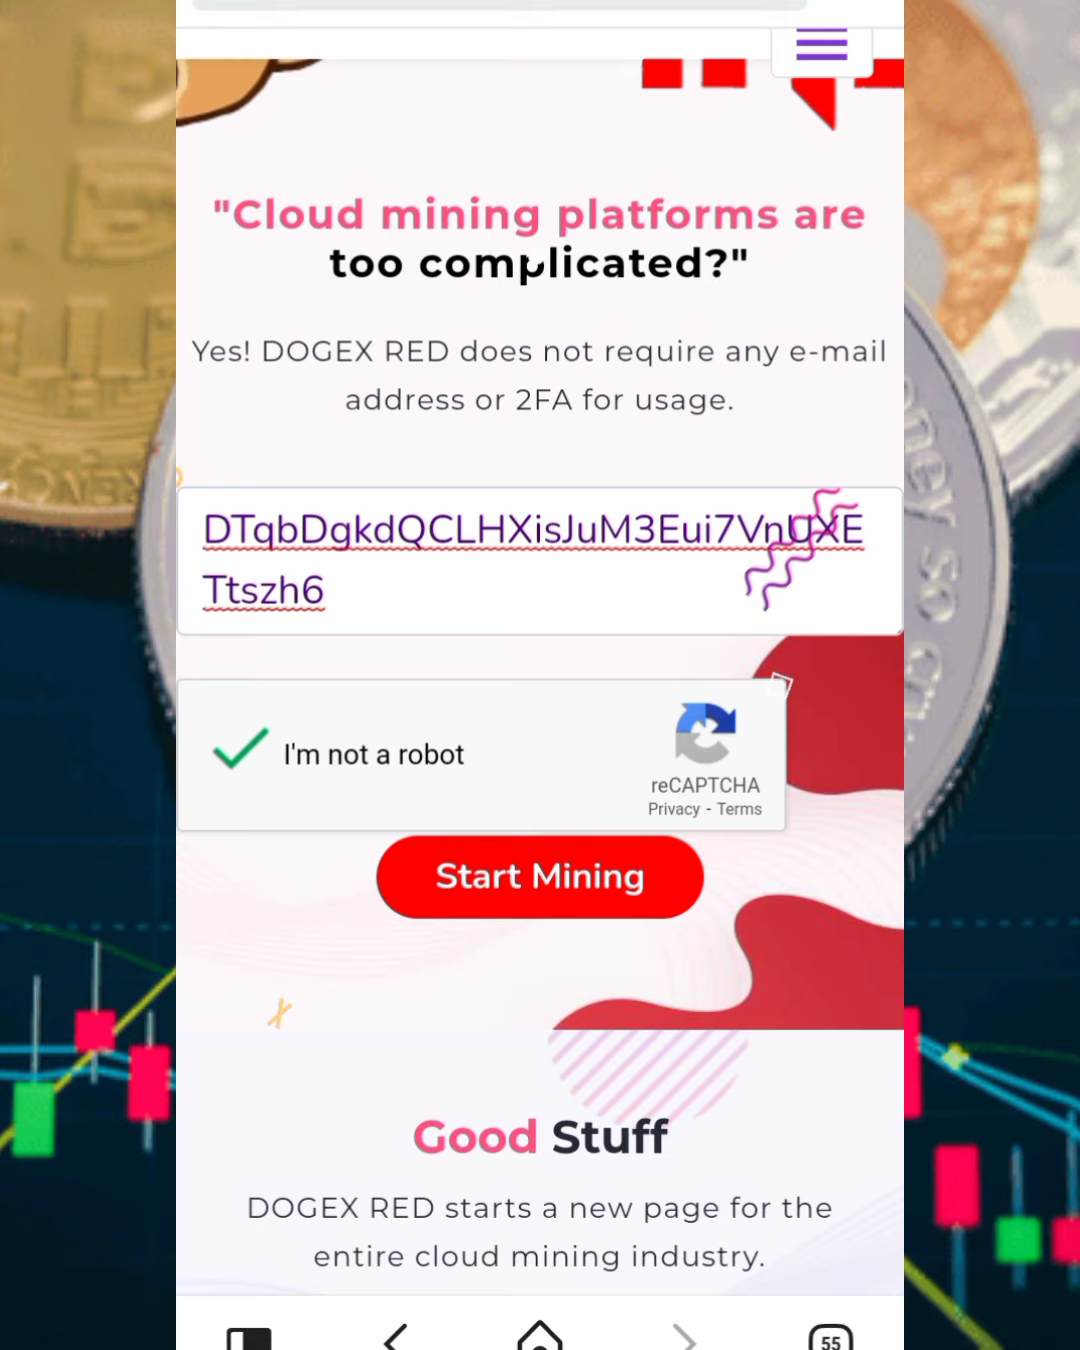 "Cloud mining platforms are
too complicated?"
Yes! DOGEX RED does not require any e-mail
address or 2FA for usage.
DTqbDgkdQCLHXisJuM3Eui7VnUXE
Ttszh6
I'm not a robot
reCAPTCHA
Privacy - Terms
Start Mining
Good Stuff
DOGEX RED starts a new page for the
entire cloud mining industry.
55